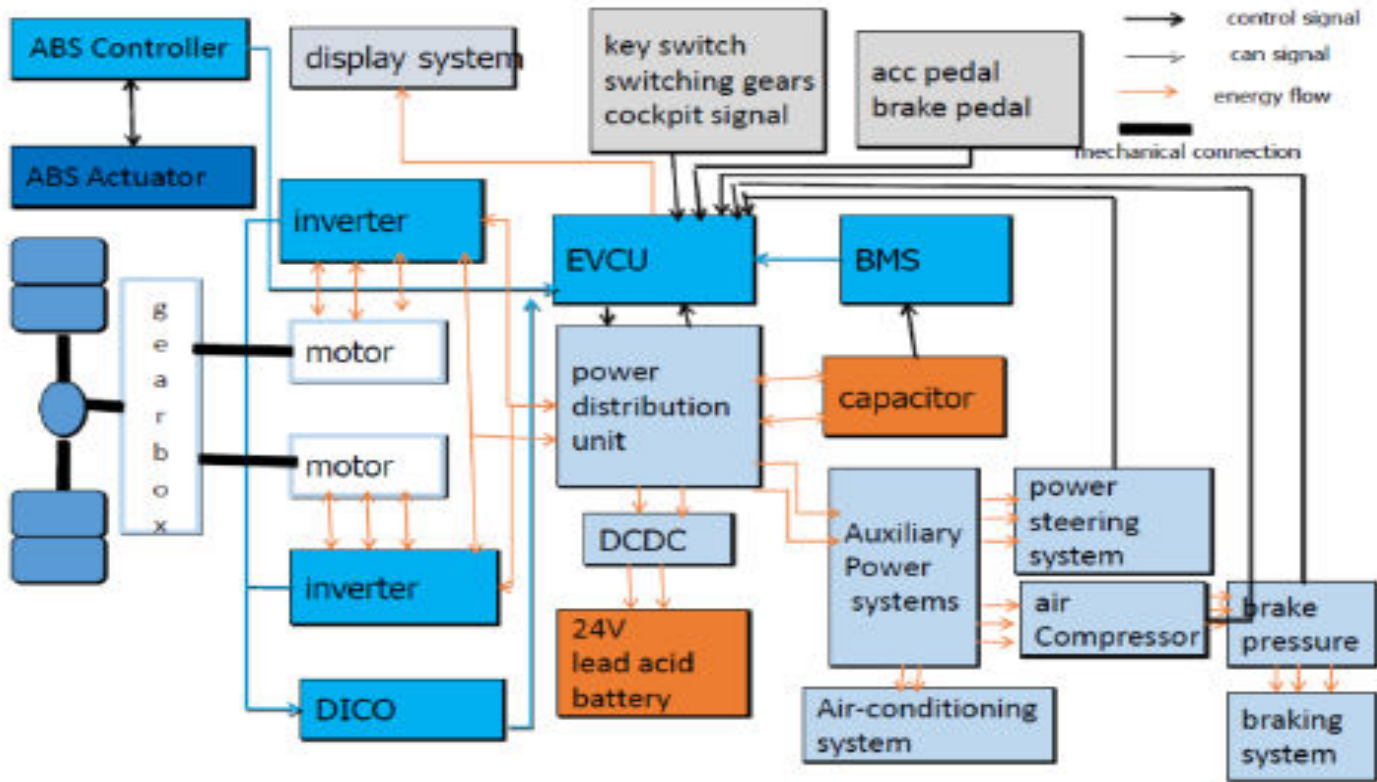 ABS Controller
ABS Actuator
display system
key switch
switching gears
cockpit signal
acc pedal
brake pedal
control signal
can signal
energy flow
mechanical connection
inverter
EVCU
BMS
g
e
a
r
b
o
x
motor
motor
power
distribution
unit
capacitor
inverter
DCDC
Auxiliary
Power
systems
power
steering
system
air
Compressor
brake
pressure
24V
lead acid
battery
DICO
Air-conditioning
system
braking
system